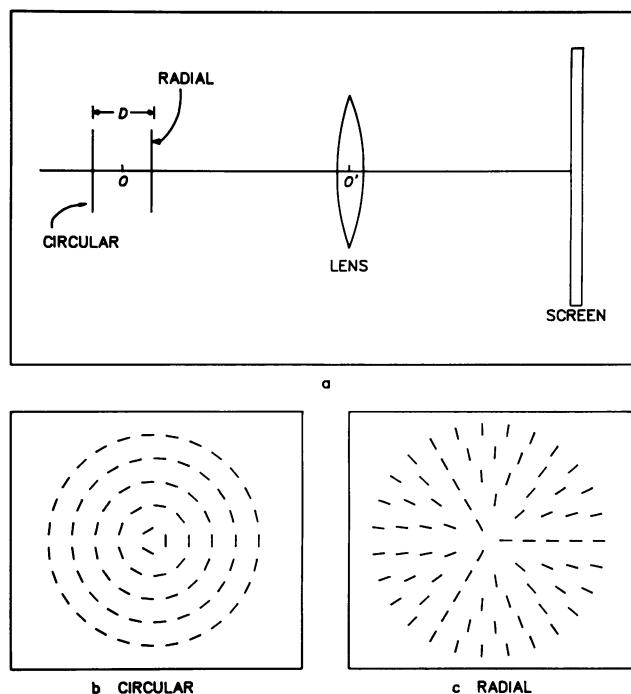 RADIAL
D
O
O'
CIRCULAR
LENS
SCREEN
a
b CIRCULAR
c RADIAL